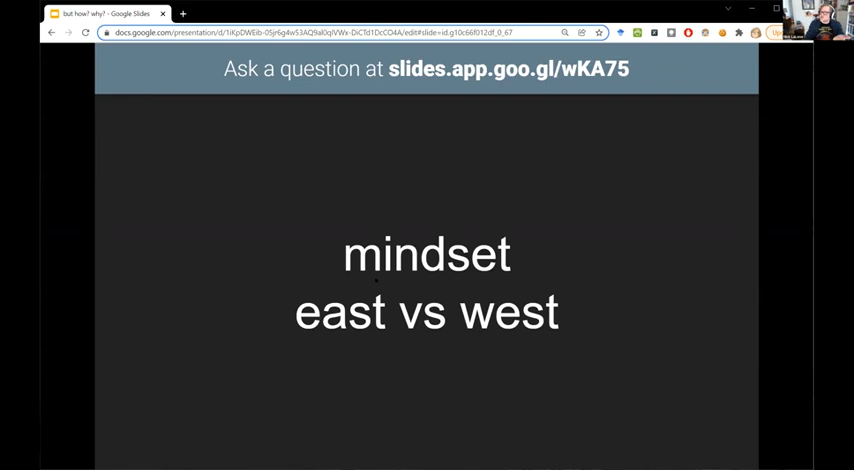 but how? why? - Google Slides
docs.google.com/presentation/d/1iKpDWEib-05jr6g4w53AQ9al0qiVWx-DiCTd1DcCO4A/edit#slide=id.g10c66f012df_0_67
Ask a question at slides.app.goo.gl/wKA75
mindset
east vs west